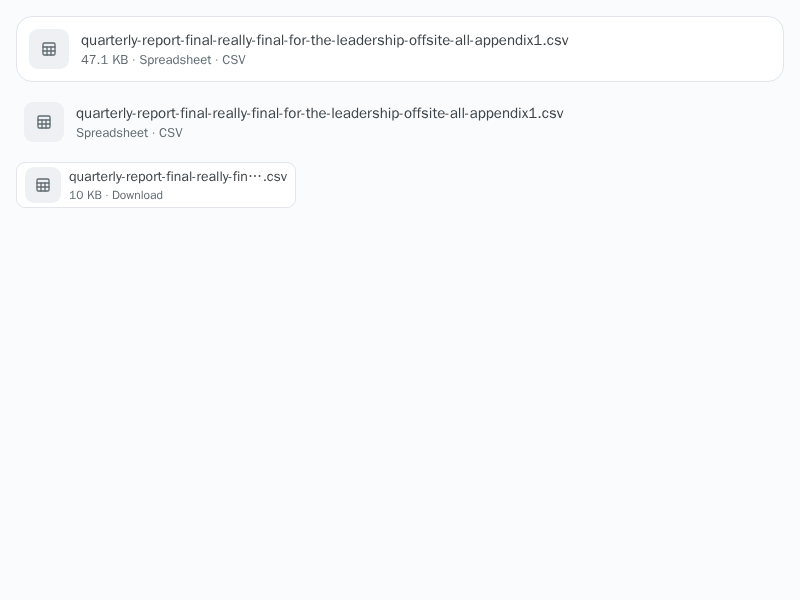 quarterly-report-final-really-final-for-the-leadership-offsite-all-appendix1.csv
47.1 KB · Spreadsheet · CSV
quarterly-report-final-really-final-for-the-leadership-offsite-all-appendix1.csv
Spreadsheet · CSV
quarterly-report-final-really-fin⋯.csv
10 KB · Download